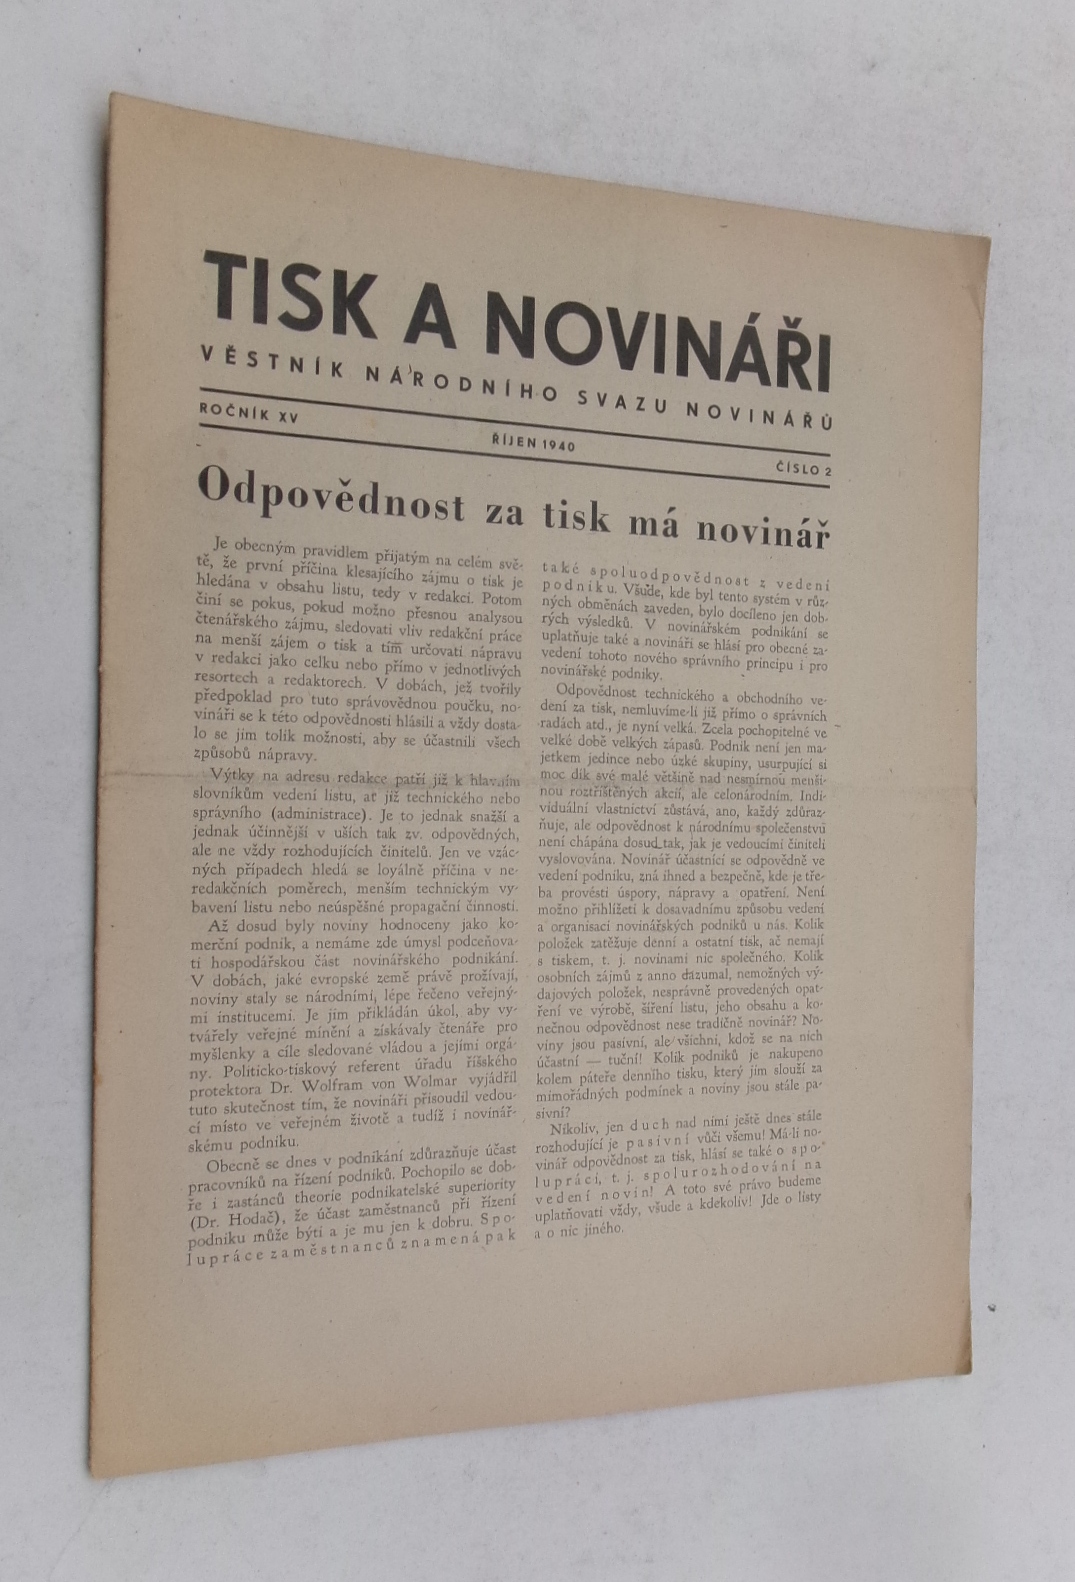 TISK A NOVINÁŘI
VĚSTNÍK NÁRODNÍHO SVAZU NOVINÁŘŮ
ROČNÍK XV
ŘÍJEN 1940
ČÍSLO 2
Odpovědnost za tisk má novinář
Je obecným pravidlem přijatým na celém svě-
tě, že první příčina klesajícího zájmu o tisk je
hledána v obsahu listu, tedy v redakci. Potom
činí se pokus, pokud možno přesnou analysou
čtenářského zájmu, sledovati vliv redakční práce
na menší zájem o tisk a tím určovati nápravu
v redakci jako celku nebo přímo v jednotlivých
resortech a redaktorech. V dobách, jež tvořily
předpoklad pro tuto správovědnou poučku, no-
vináři se k této odpovědnosti hlásili a vždy dosta-
lo se jim tolik možnosti, aby se účastnili všech
způsobů nápravy.
Výtky na adresu redakce patří již k hlavním
slovníkům vedení listu, ať již technického nebo
správního (administrace). Je to jednak snažší a
jednak účinnější v uších tak zv. odpovědných,
ale ne vždy rozhodujících činitelů. Jen ve vzác-
ných případech hledá se loyálně příčina v ne-
redakčních poměrech, menším technickým vy-
bavení listu nebo neúspěšné propagační činnosti.
Až dosud byly noviny hodnoceny jako ko-
merční podnik, a nemáme zde úmysl podceňova-
ti hospodářskou část novinářského podnikání.
V dobách, jaké evropské země právě prožívají,
noviny staly se národními, lépe řečeno veřejný-
mi institucemi. Je jim přikládán úkol, aby vy-
tvářely veřejné mínění a získávaly čtenáře pro
myšlenky a cíle sledované vládou a jejími orgá-
ny. Politicko-tiskový referent úřadu říšského
protektora Dr. Wolfram von Wolmar vyjádřil
tuto skutečnost tím, že novináři přisoudil vedou-
cí místo ve veřejném životě a tudíž i novinář-
skému podniku.
Obecně se dnes v podnikání zdůrazňuje účast
pracovníků na řízení podniků. Pochopilo se dob-
ře i zastánců theorie podnikatelské superiority
(Dr. Hodač), že účast zaměstnanců při řízení
podniku může býti a je mu jen k dobru. Spo-
lupráce zaměstnanců znamená pak
také spoluodpovědnost z vedení
podniku. Všude, kde byl tento systém v růz-
ných obměnách zaveden, bylo docíleno jen dob-
rých výsledků. V novinářském podnikání se
uplatňuje také a novináři se hlásí pro obecné za-
vedení tohoto nového správního principu i pro
novinářské podniky.
Odpovědnost technického a obchodního ve-
dení za tisk, nemluvíme-li již přímo o správních
radách atd., je nyní velká. Zcela pochopitelné ve
velké době velkých zápasů. Podnik není jen ma-
jetkem jedince nebo úzké skupiny, usurpující si
moc dík své malé většině nad nesmírnou menši-
nou roztříštěných akcií, ale celonárodním. Indi-
viduální vlastnictví zůstává, ano, každý zdůraz-
ňuje, ale odpovědnost k národnímu společenství
není chápána dosud tak, jak je vedoucími činiteli
vyslovována. Novinář účastnící se odpovědně ve
vedení podniku, zná ihned a bezpečně, kde je tře-
ba provésti úspory, nápravy a opatření. Není
možno přihlížeti k dosavadnímu způsobu vedení
a organisaci novinářských podniků u nás. Kolik
položek zatěžuje denní a ostatní tisk, ač nemají
s tiskem, t. j. novinami nic společného. Kolik
osobních zájmů z anno dazumal, nemožných vý-
dajových položek, nesprávně provedených opat-
ření ve výrobě, šíření listu, jeho obsahu a ko-
nečnou odpovědnost nese tradičně novinář? No-
viny jsou pasivní, ale všichni, kdož se na nich
účastní — tuční! Kolik podniků je nakupeno
kolem páteře denního tisku, který jim slouží za
mimořádných podmínek a noviny jsou stále pa-
sivní?
Nikoliv, jen duch nad nimi ještě dnes stále
rozhodující je pasivní vůči všemu! Má-li no-
vinář odpovědnost za tisk, hlásí se také o spo-
lupráci, t. j. spolurozhodování na
vedení novin! A toto své právo budeme
uplatňovati vždy, všude a kdekoliv! Jde o listy
a o nic jiného.